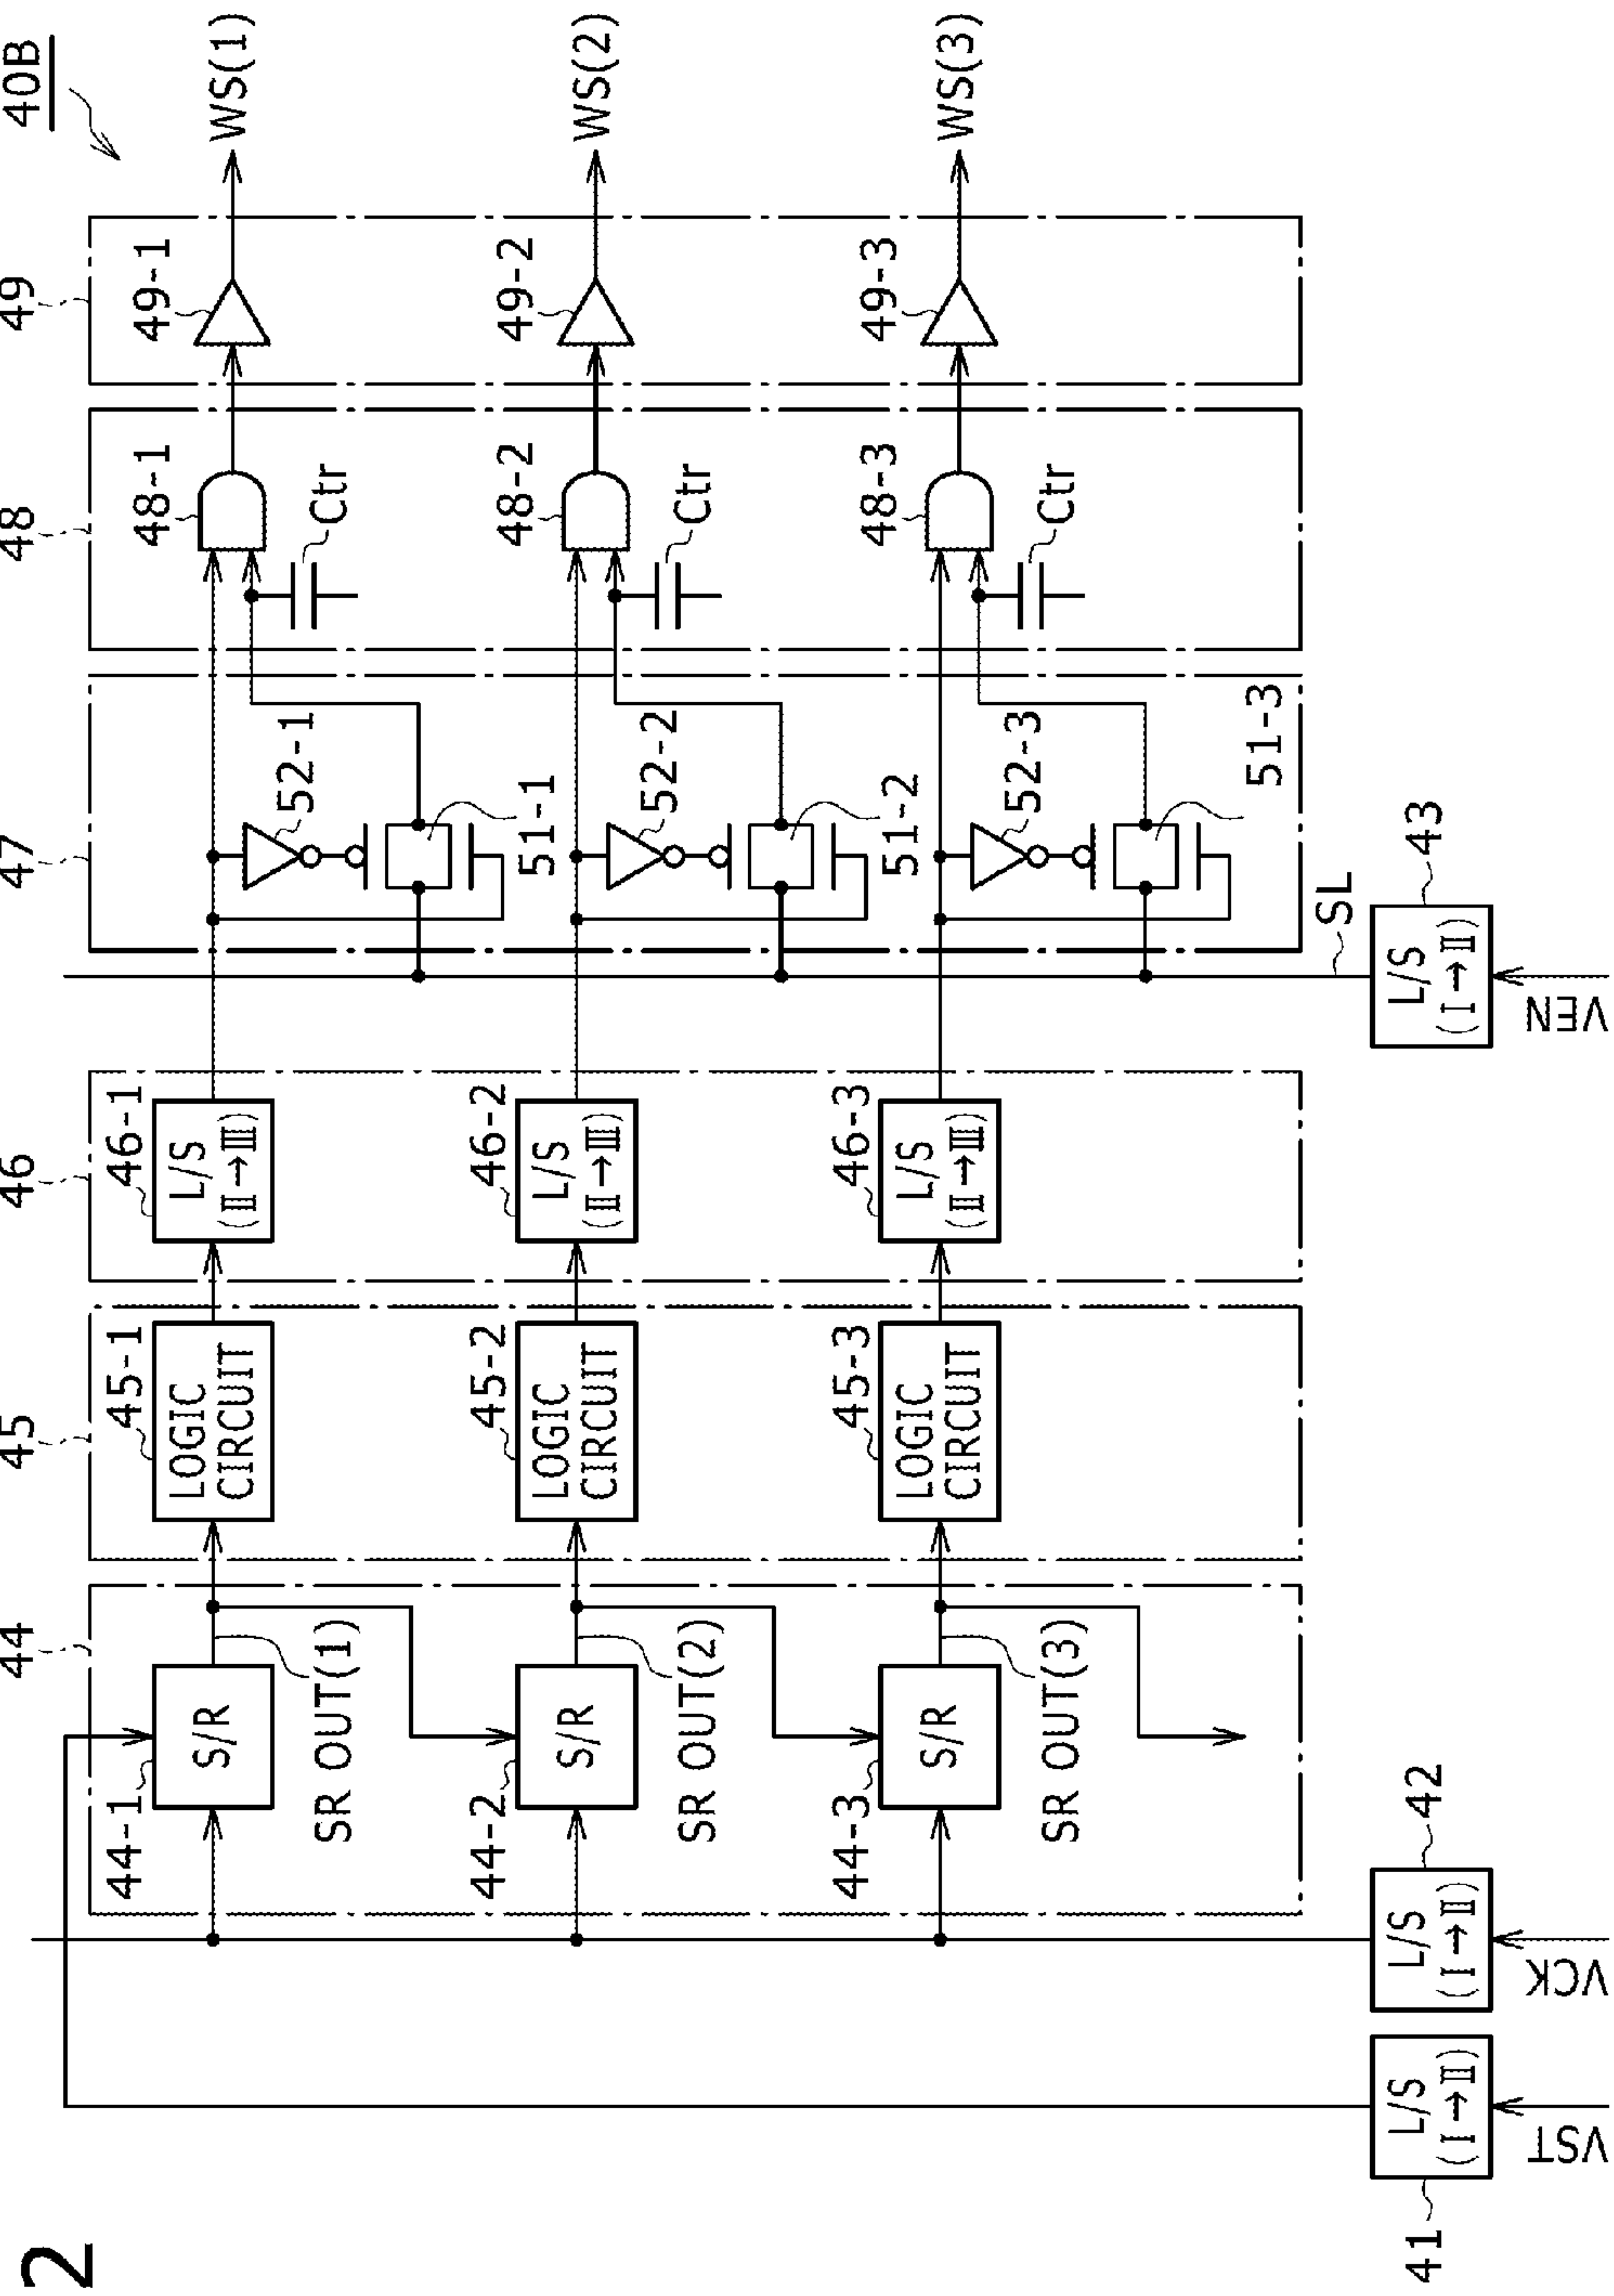 2
40B
44
45
46
47
48
49
44-1
S/R
SR OUT(1)
45-1
LOGIC
CIRCUIT
46-1
L/S
(Ⅱ→Ⅲ)
52-1
51-1
48-1
Ctr
49-1
WS(1)
44-2
S/R
SR OUT(2)
45-2
LOGIC
CIRCUIT
46-2
L/S
(Ⅱ→Ⅲ)
52-2
51-2
48-2
Ctr
49-2
WS(2)
44-3
S/R
SR OUT(3)
45-3
LOGIC
CIRCUIT
46-3
L/S
(Ⅱ→Ⅲ)
52-3
51-3
48-3
Ctr
49-3
WS(3)
SL
41
L/S
(Ⅰ→Ⅱ)
VST
42
L/S
(Ⅰ→Ⅱ)
VCK
43
L/S
(Ⅰ→Ⅱ)
VEN